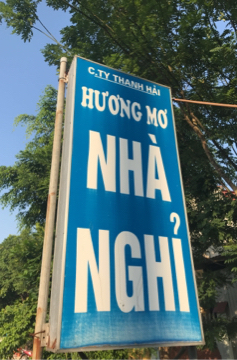 C.TY THANH HẢI
HƯƠNG MƠ
NHÀ
NGHỈ